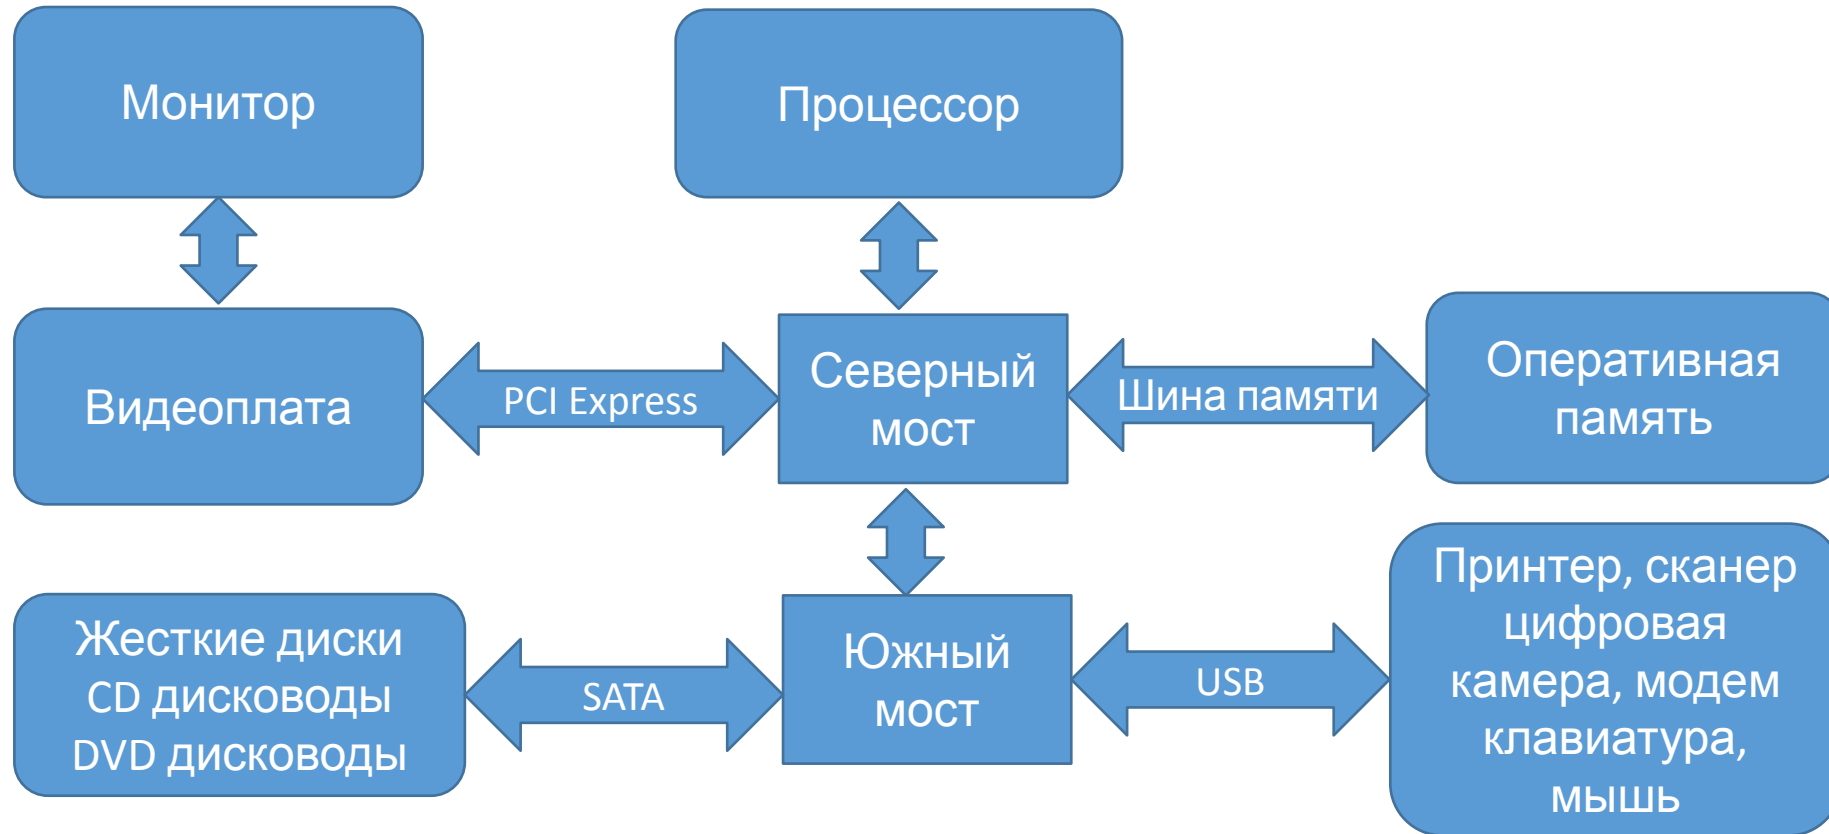 Монитор
Процессор
Видеоплата
PCI Express
Северный
мост
Шина памяти
Оперативная
память
Жесткие диски
CD дисководы
DVD дисководы
SATA
Южный
мост
USB
Принтер, сканер
цифровая
камера, модем
клавиатура,
мышь